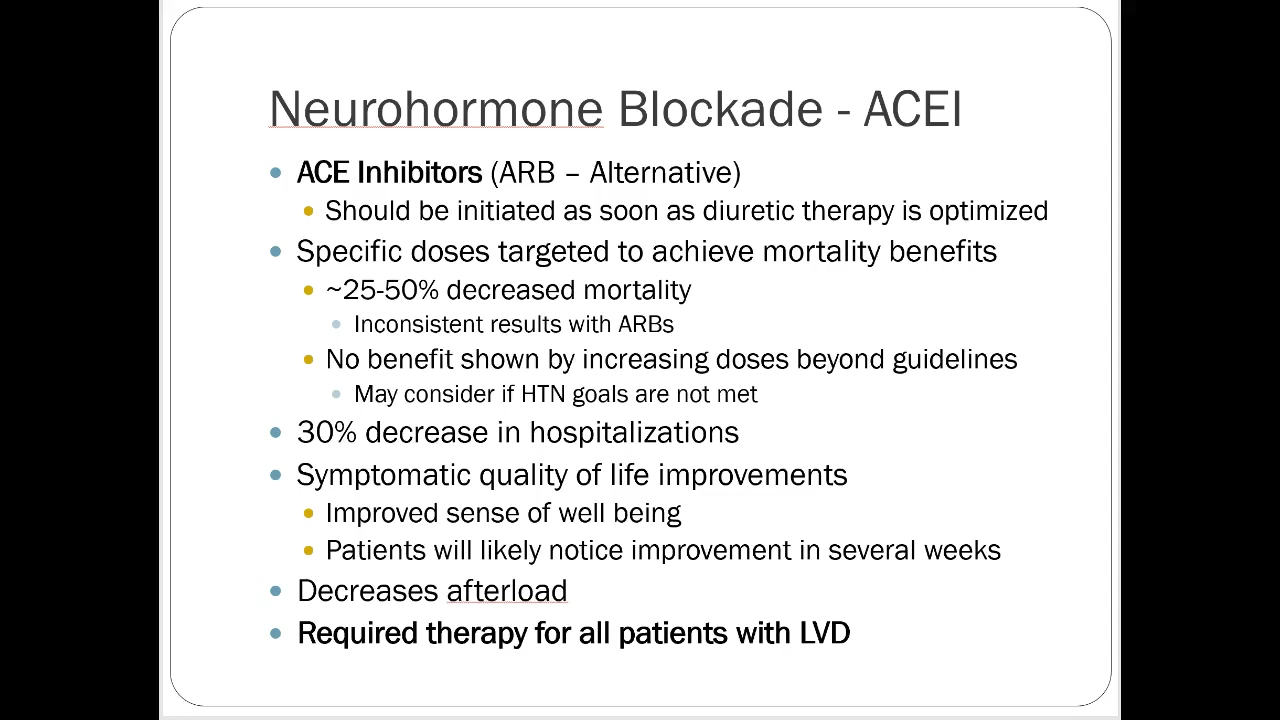 Neurohormone Blockade - ACEI
• ACE Inhibitors (ARB – Alternative)
• Should be initiated as soon as diuretic therapy is optimized
• Specific doses targeted to achieve mortality benefits
• ~25-50% decreased mortality
• Inconsistent results with ARBs
• No benefit shown by increasing doses beyond guidelines
• May consider if HTN goals are not met
• 30% decrease in hospitalizations
• Symptomatic quality of life improvements
• Improved sense of well being
• Patients will likely notice improvement in several weeks
• Decreases afterload
• Required therapy for all patients with LVD